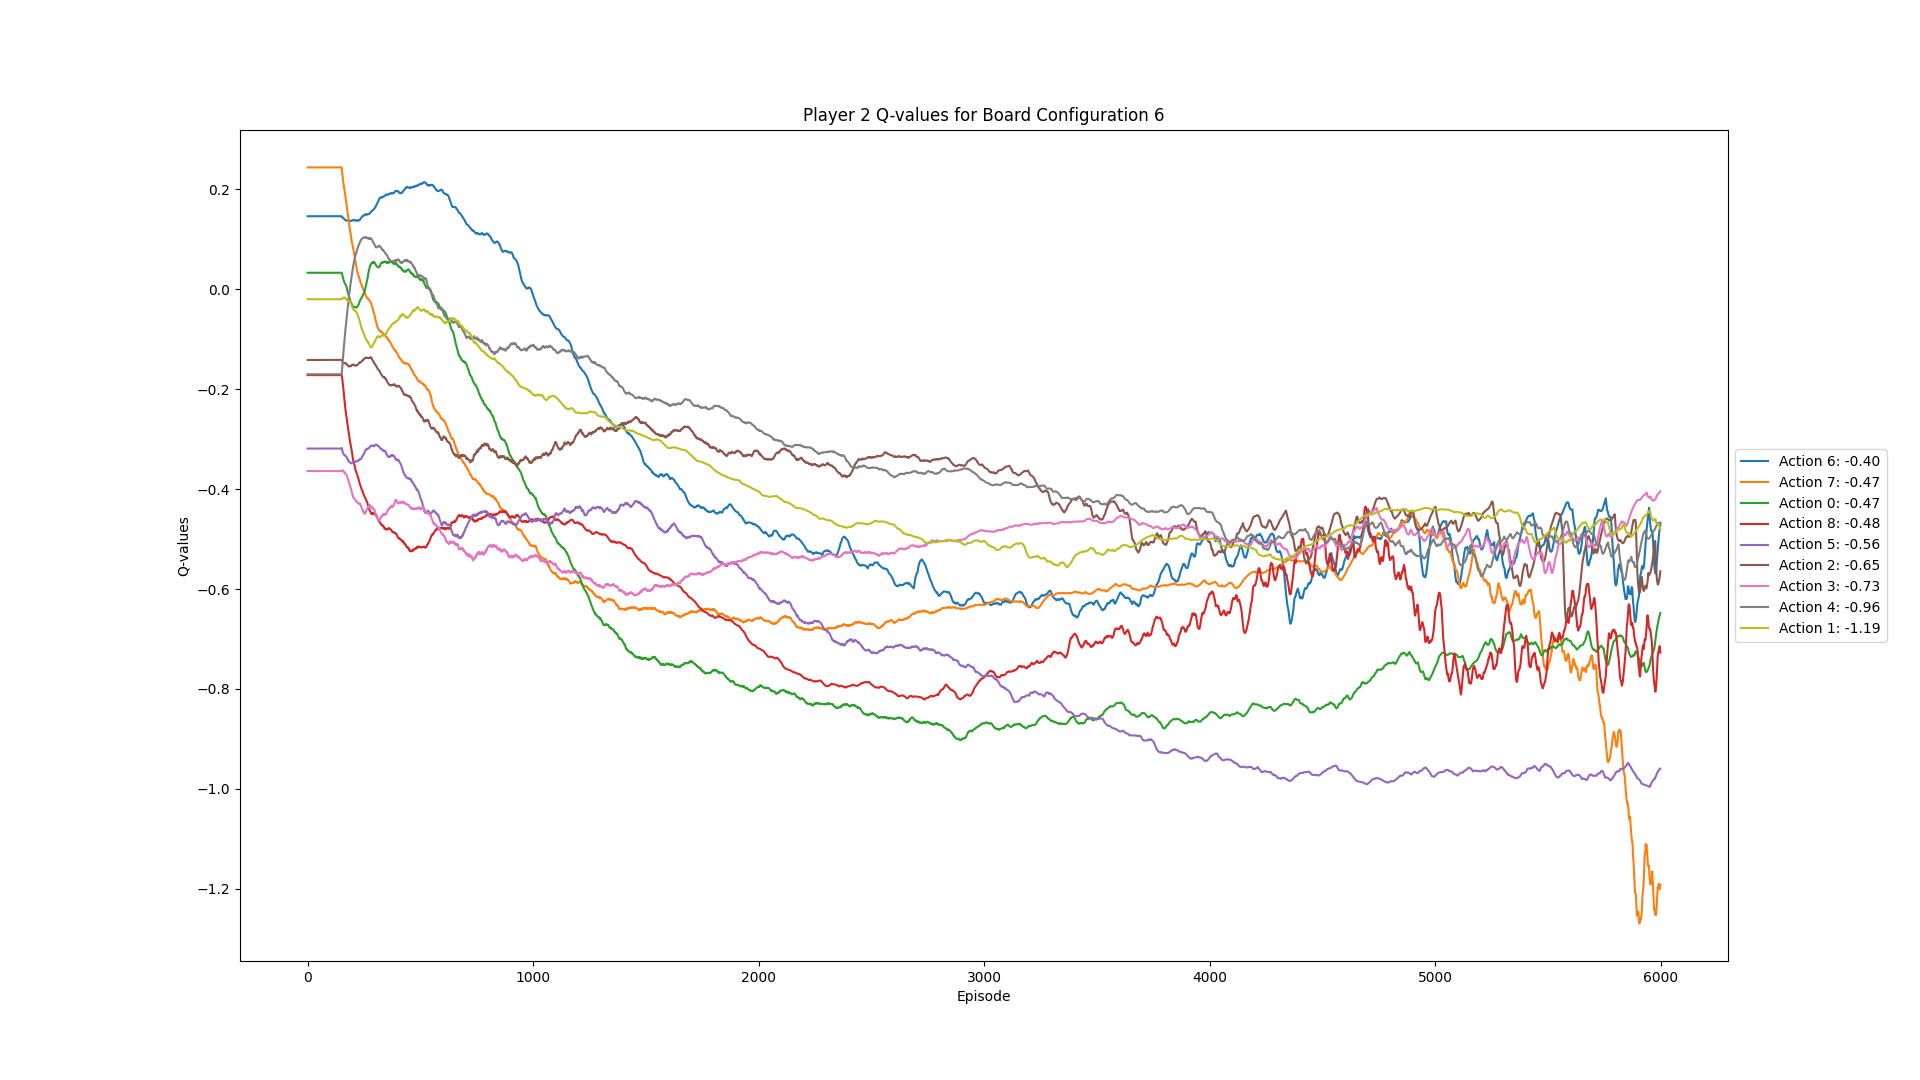 Player 2 Q-values for Board Configuration 6
Q-values
0.2
0.0
−0.2
−0.4
−0.6
−0.8
−1.0
−1.2
0
1000
2000
3000
4000
5000
6000
Episode
Action 6: -0.40
Action 7: -0.47
Action 0: -0.47
Action 8: -0.48
Action 5: -0.56
Action 2: -0.65
Action 3: -0.73
Action 4: -0.96
Action 1: -1.19